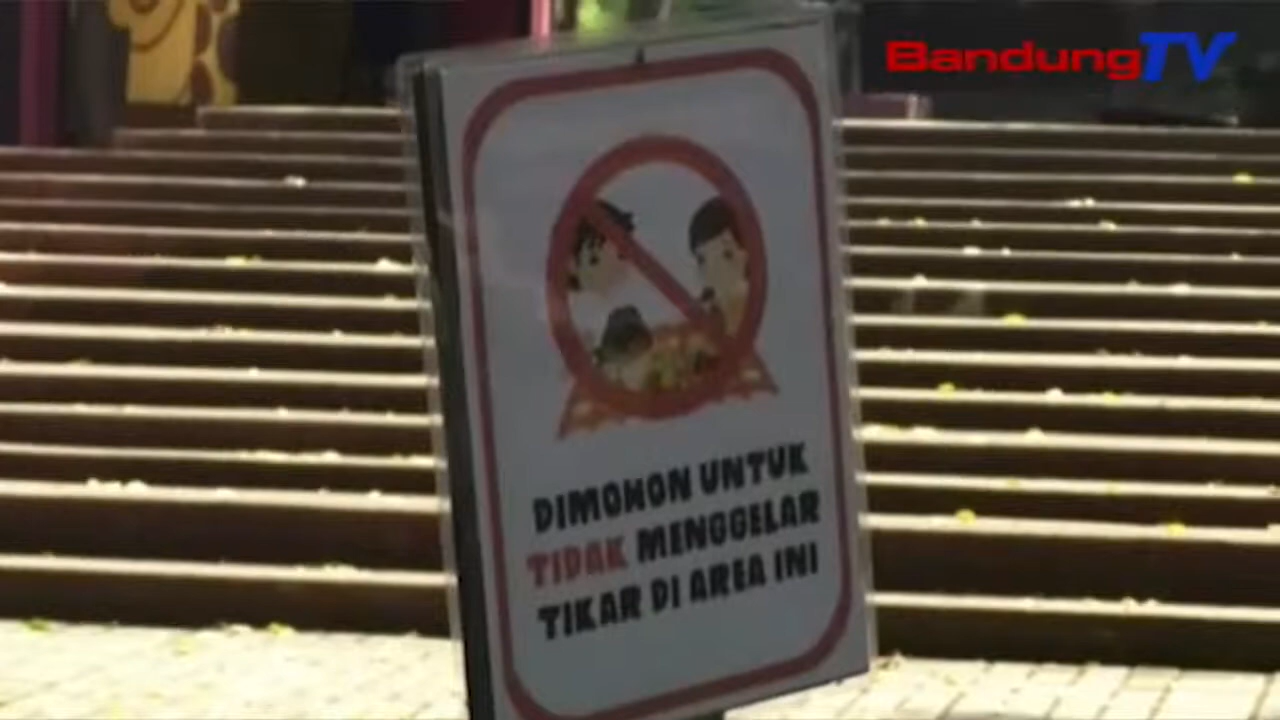 BandungTV
DIMOHON UNTUK
TIDAK MENGGELAR
TIKAR DI AREA INI